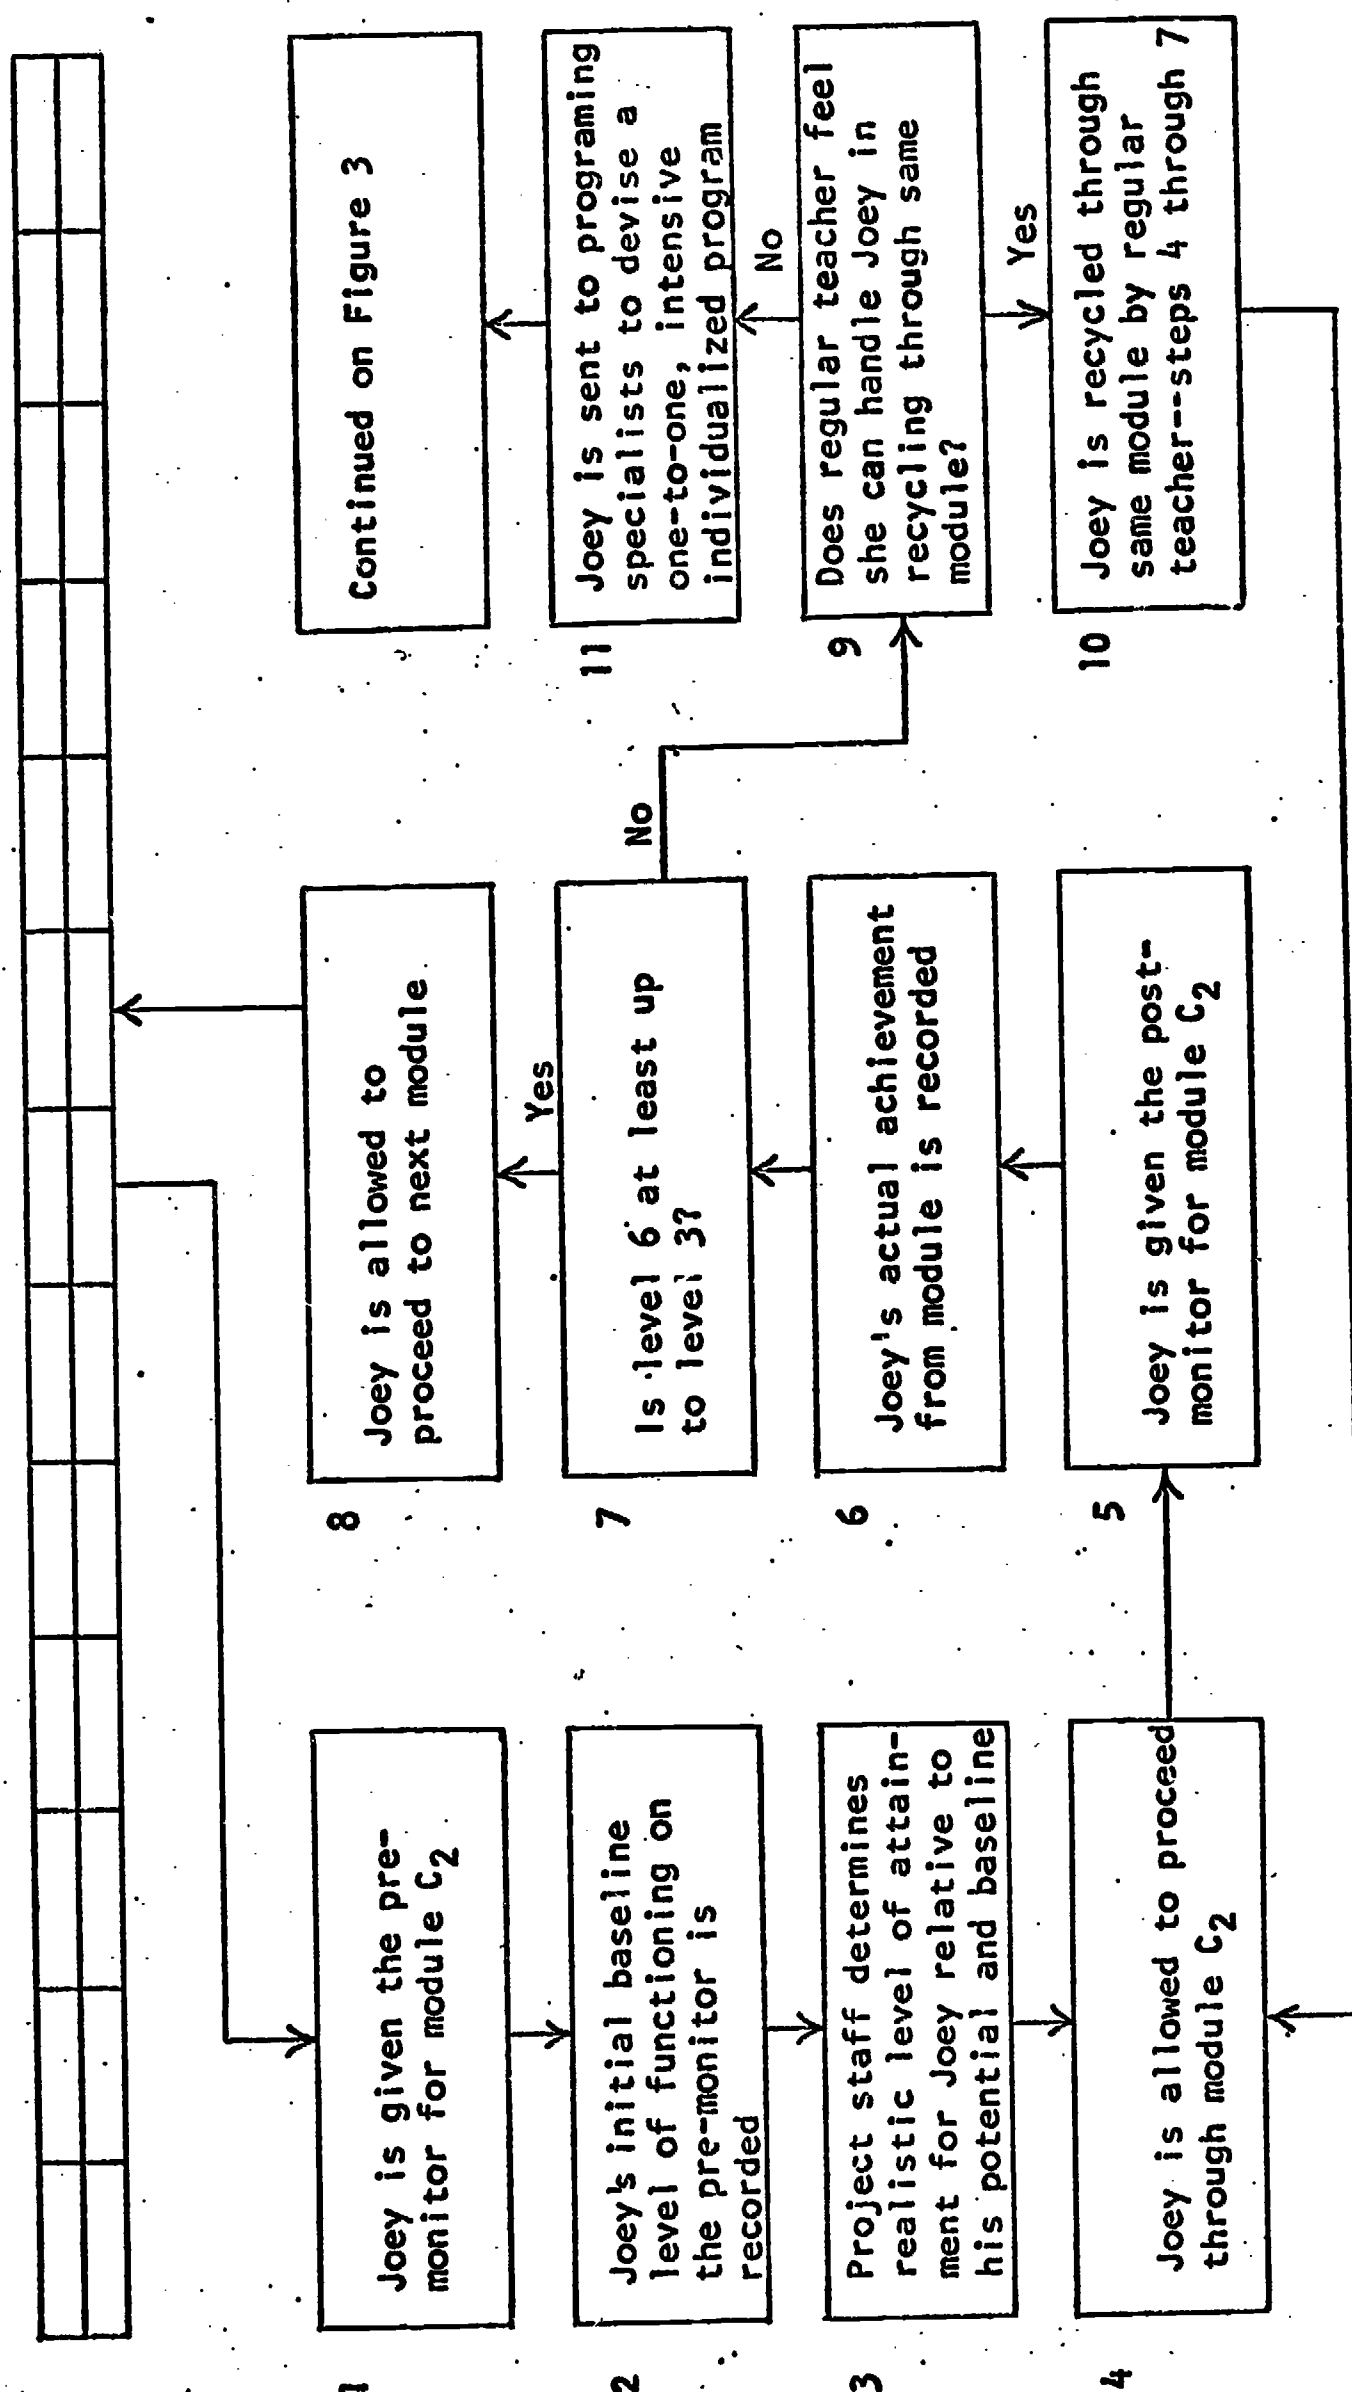 1
Joey is given the pre-
monitor for module C2
2
Joey's initial baseline
level of functioning on
the pre-monitor is
recorded
3
Project staff determines
realistic level of attain-
ment for Joey relative to
his potential and baseline
4
Joey is allowed to proceed
through module C2
5
Joey is given the post-
monitor for module C2
6
Joey's actual achievement
from module is recorded
7
Is level 6 at least up
to level 3?
Yes
No
8
Joey is allowed to
proceed to next module
9
Does regular teacher feel
she can handle Joey in
recycling through same
module?
No
Yes
10
Joey is recycled through
same module by regular
teacher--steps 4 through 7
11
Joey is sent to programing
specialists to devise a
one-to-one, intensive
individualized program
Continued on Figure 3